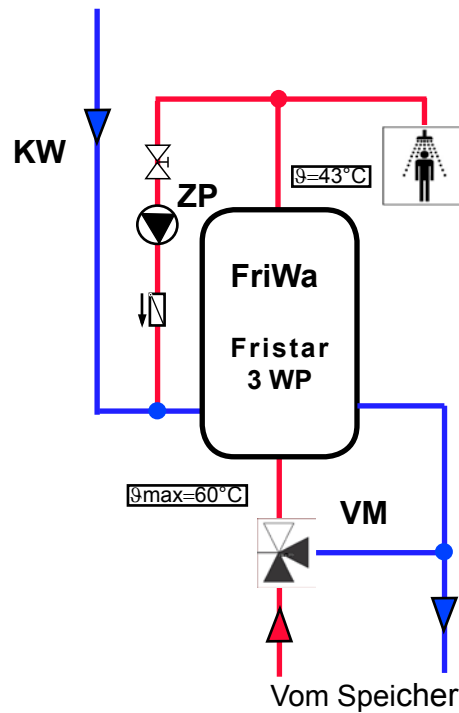 KW
ZP
ϑ=43°C
FriWa
Fristar
3 WP
ϑmax=60°C
VM
Vom Speicher